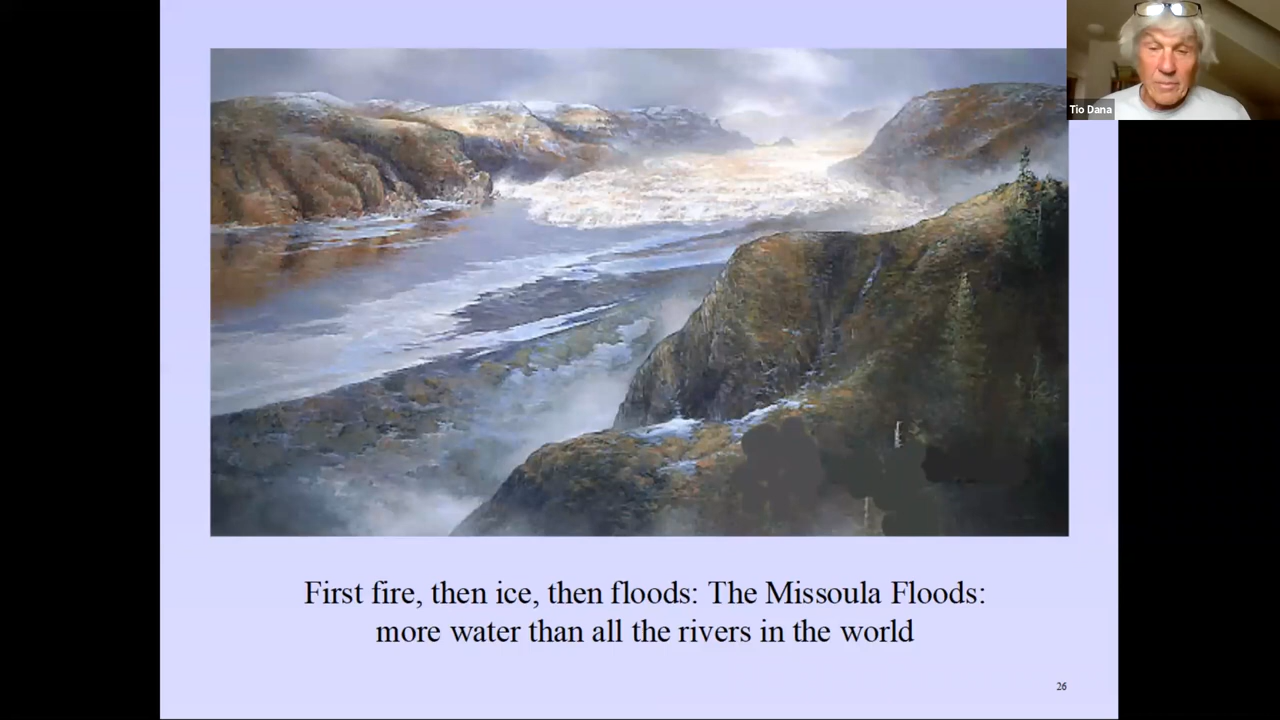 Tio Dana
First fire, then ice, then floods: The Missoula Floods:
more water than all the rivers in the world
26